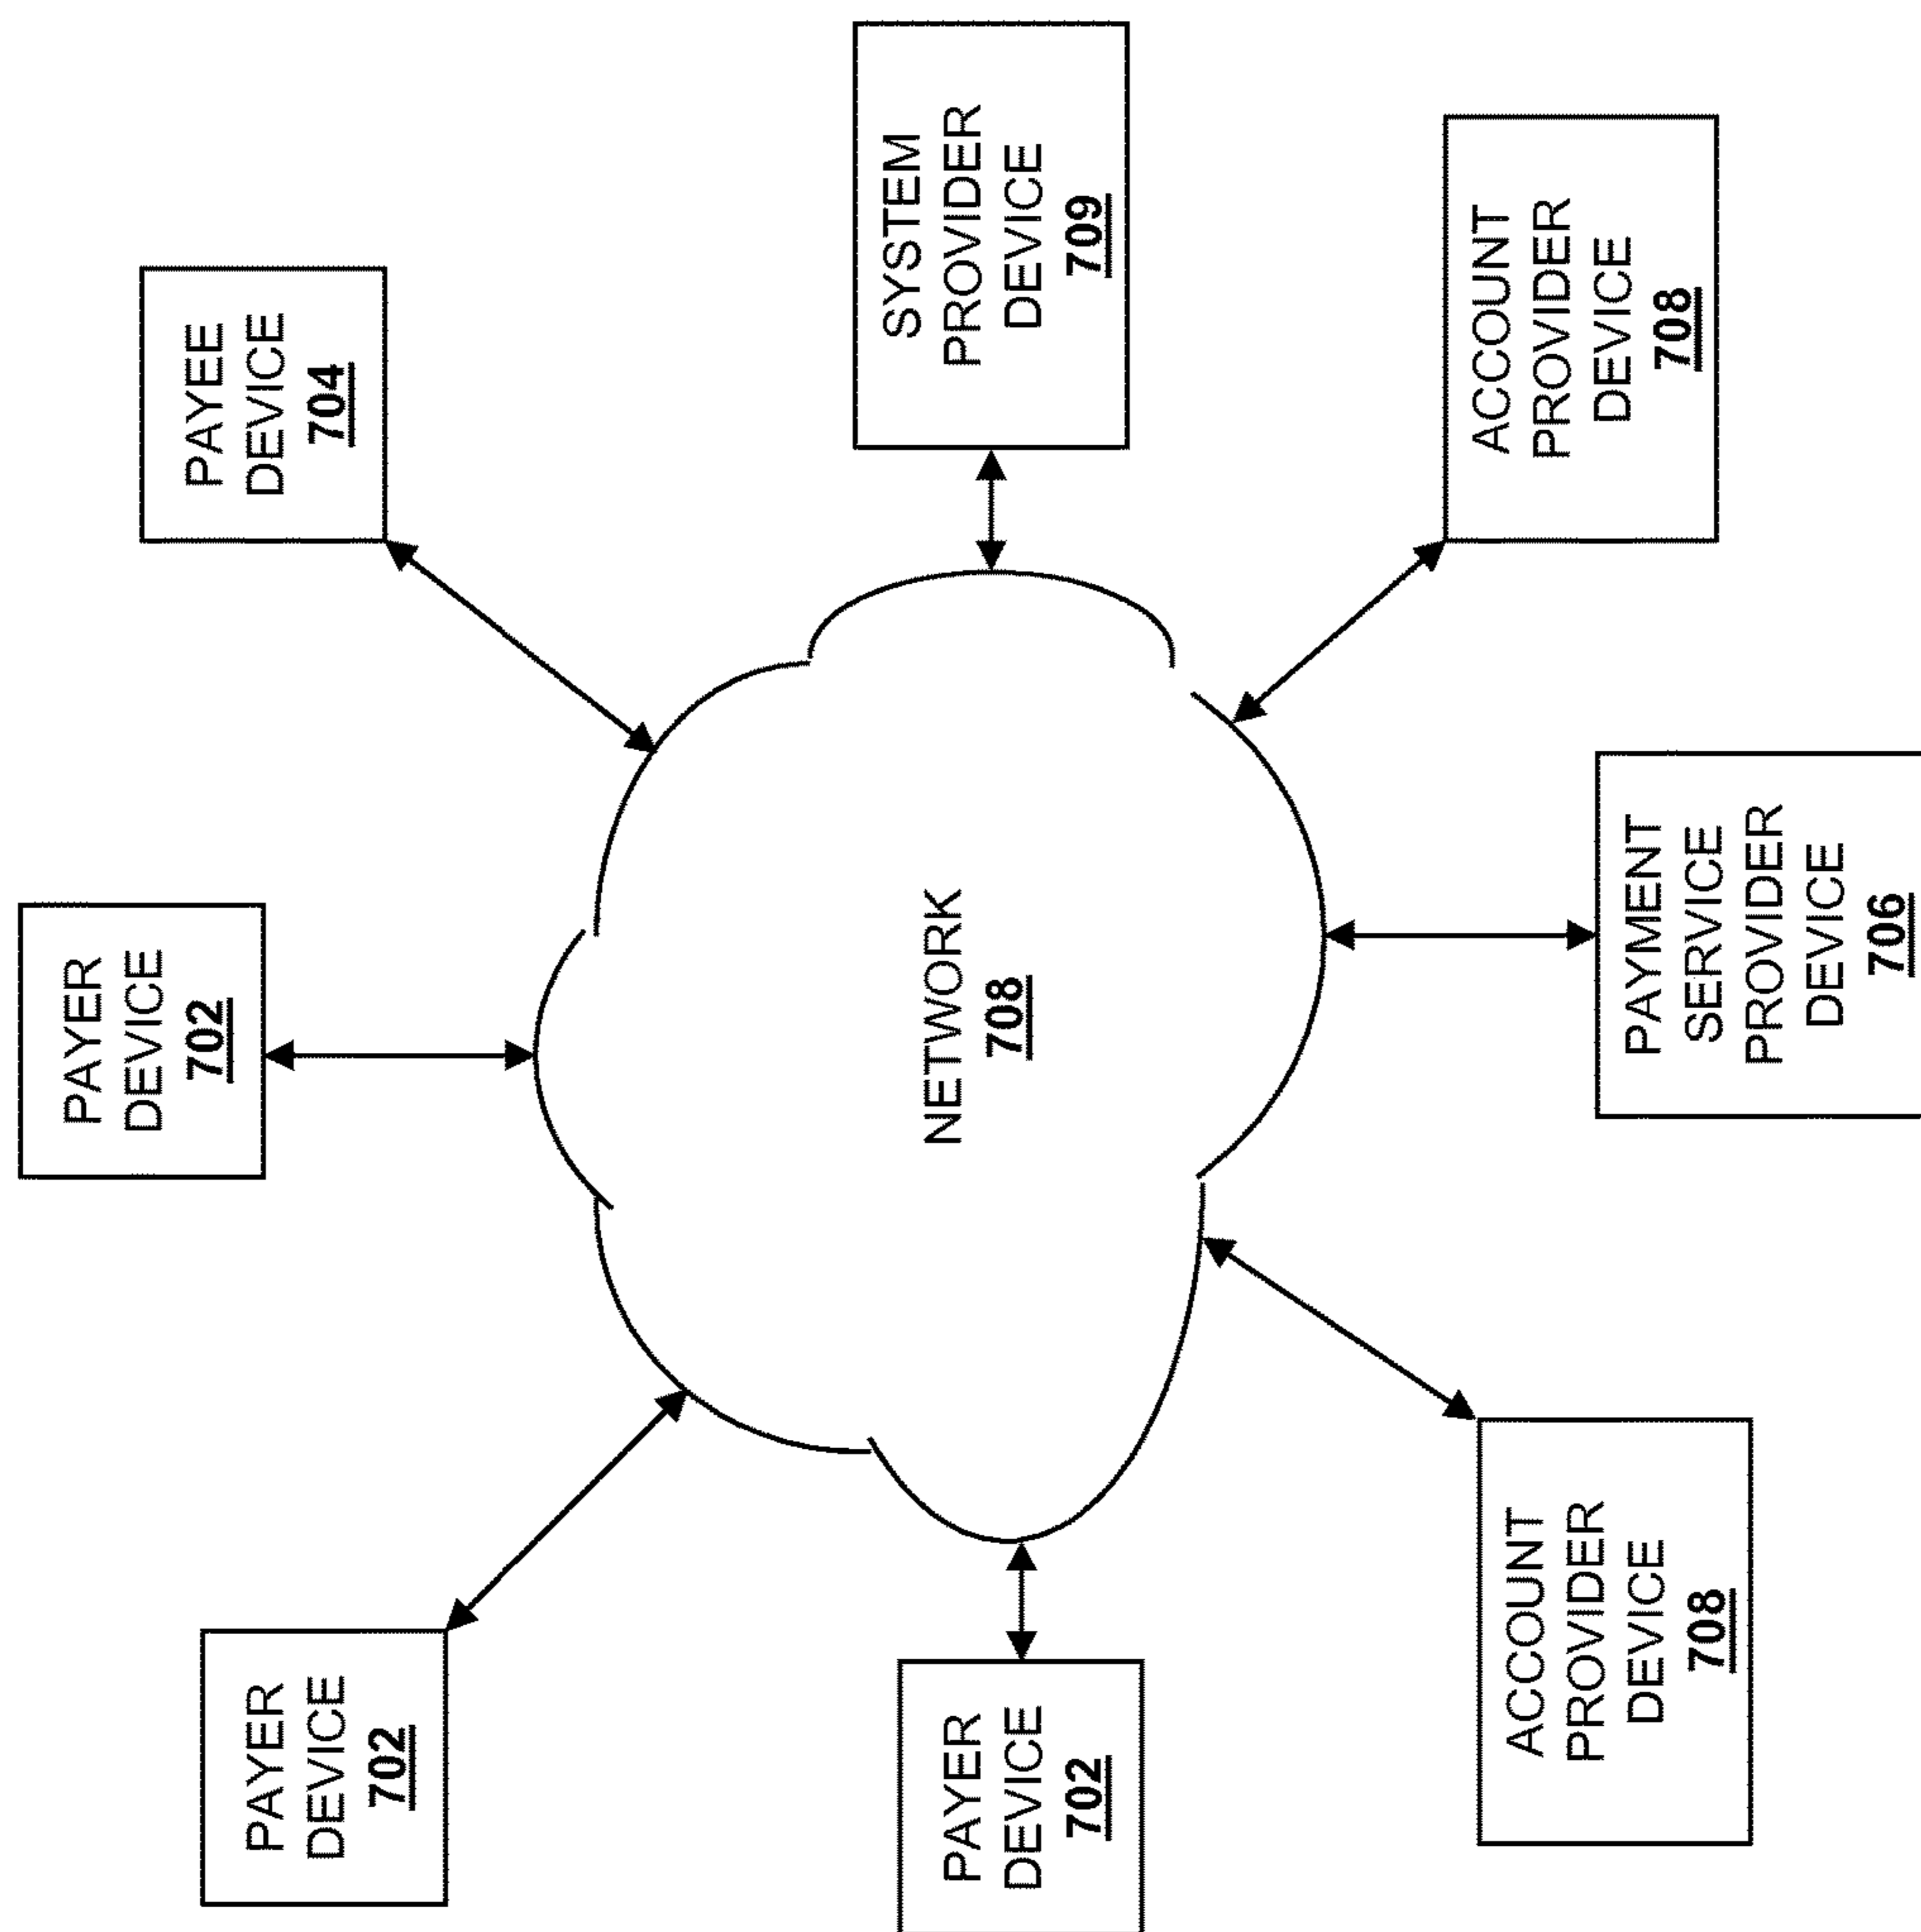 PAYER
DEVICE
702
PAYER
DEVICE
702
PAYEE
DEVICE
704
PAYER
DEVICE
702
NETWORK
708
SYSTEM
PROVIDER
DEVICE
709
ACCOUNT
PROVIDER
DEVICE
708
PAYMENT
SERVICE
PROVIDER
DEVICE
706
ACCOUNT
PROVIDER
DEVICE
708